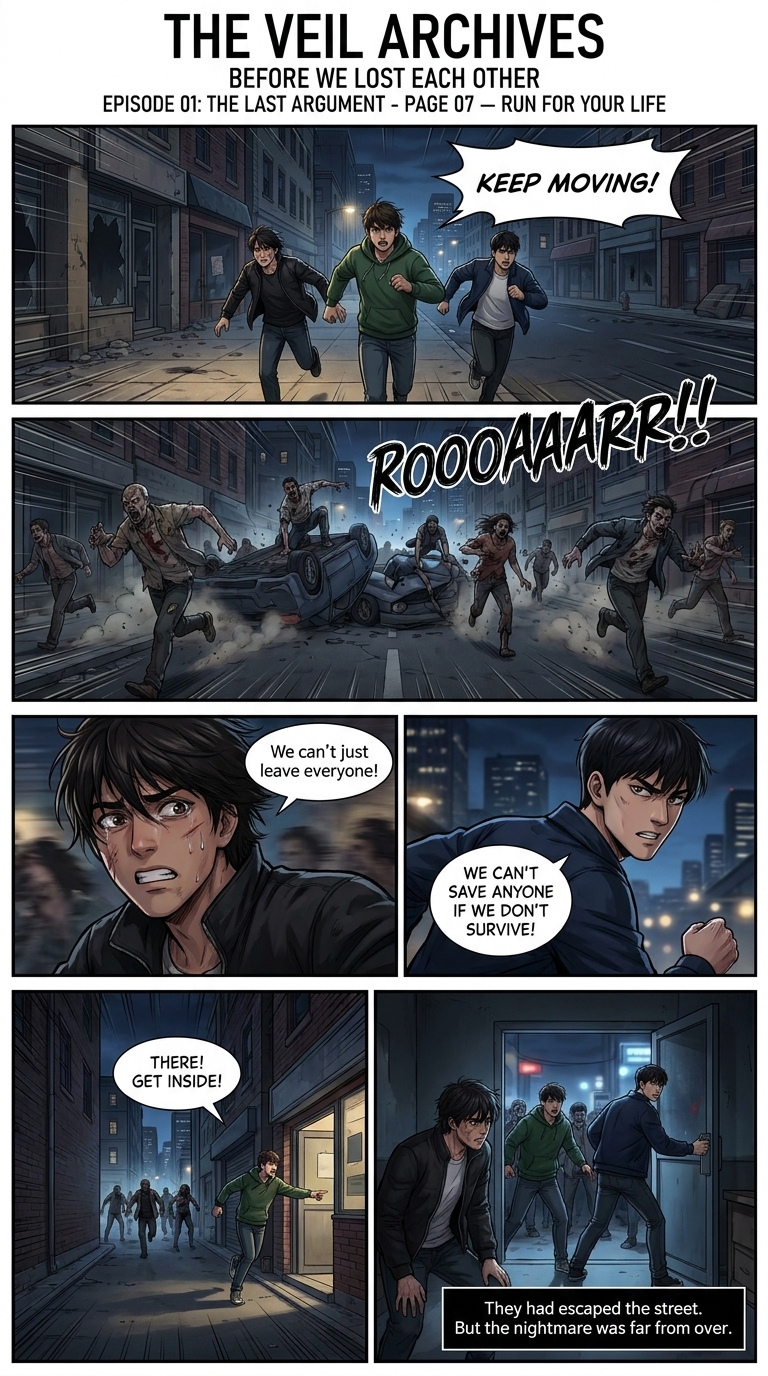 THE VEIL ARCHIVES
BEFORE WE LOST EACH OTHER
EPISODE 01: THE LAST ARGUMENT - PAGE 07 — RUN FOR YOUR LIFE
KEEP MOVING!
ROOOAAARR!!
We can't just
leave everyone!
WE CAN'T
SAVE ANYONE
IF WE DON'T
SURVIVE!
THERE!
GET INSIDE!
They had escaped the street.
But the nightmare was far from over.